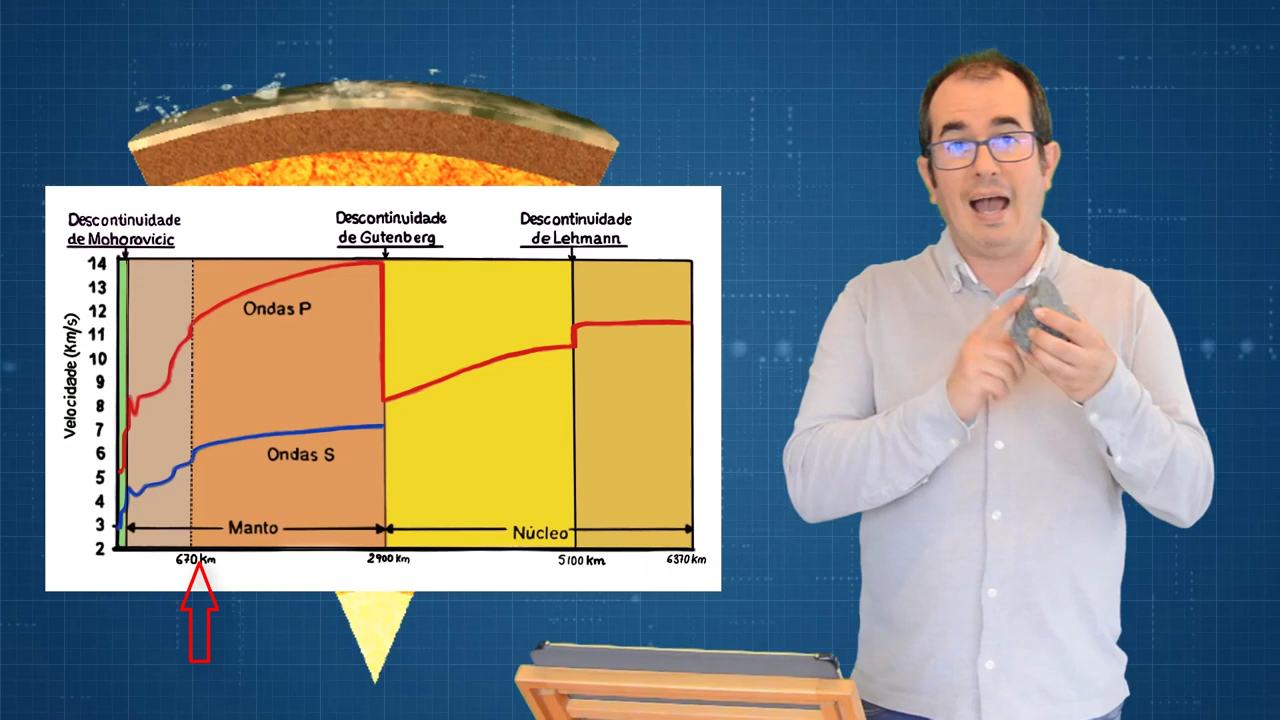 Descontinuidade
de Mohorovicic
Descontinuidade
de Gutenberg
Descontinuidade
de Lehmann
14
13
12
11
10
9
8
7
6
5
4
3
2
Velocidade (Km/s)
Ondas P
Ondas S
Manto
Núcleo
670 Km
2900 Km
5100 Km
6370 Km